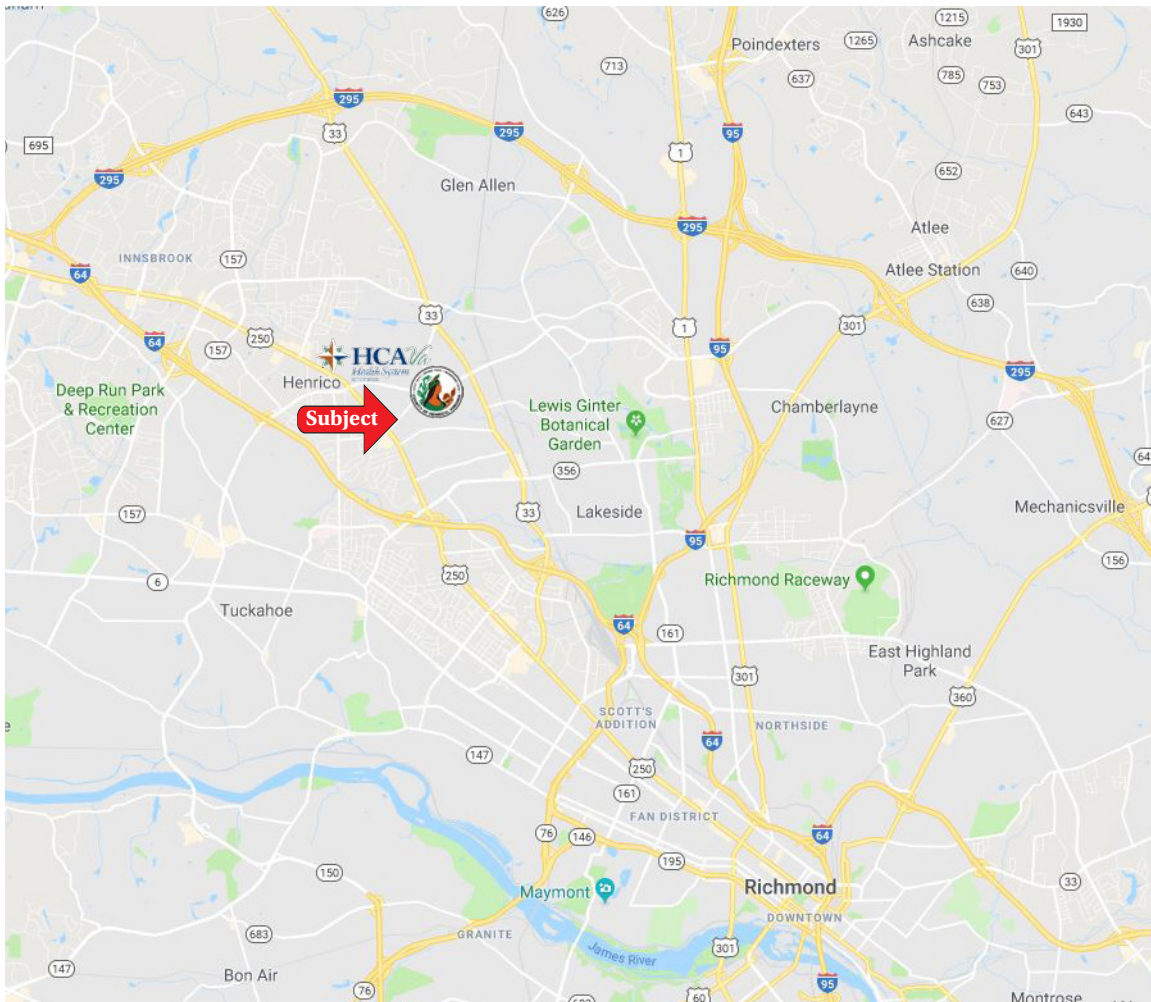 626
1215
1930
Poindexters
1265
Ashcake
301
713
637
785
753
295
643
33
295
95
695
1
652
295
Glen Allen
295
Atlee
INNSBROOK
157
Atlee Station
640
64
638
33
301
250
1
64
157
95
HCA Va
Health System
295
Henrico
Deep Run Park
& Recreation
Center
Subject
Lewis Ginter
Botanical
Garden
Chamberlayne
627
356
157
33
Lakeside
Mechanicsville
95
156
6
250
Richmond Raceway
Tuckahoe
64
161
East Highland
Park
301
360
SCOTT'S
ADDITION
NORTHSIDE
147
64
250
161
FAN DISTRICT
76
146
64
195
150
Maymont
Richmond
33
DOWNTOWN
683
GRANITE
301
James River
147
Bon Air
76
95
60
Montrose